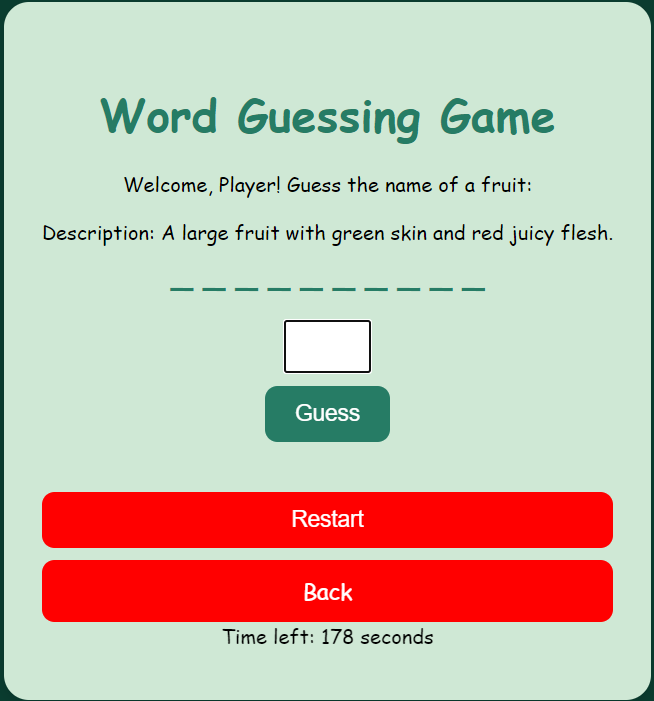 Word Guessing Game
Welcome, Player! Guess the name of a fruit:
Description: A large fruit with green skin and red juicy flesh.
_ _ _ _ _ _ _ _ _ _
Guess
Restart
Back
Time left: 178 seconds